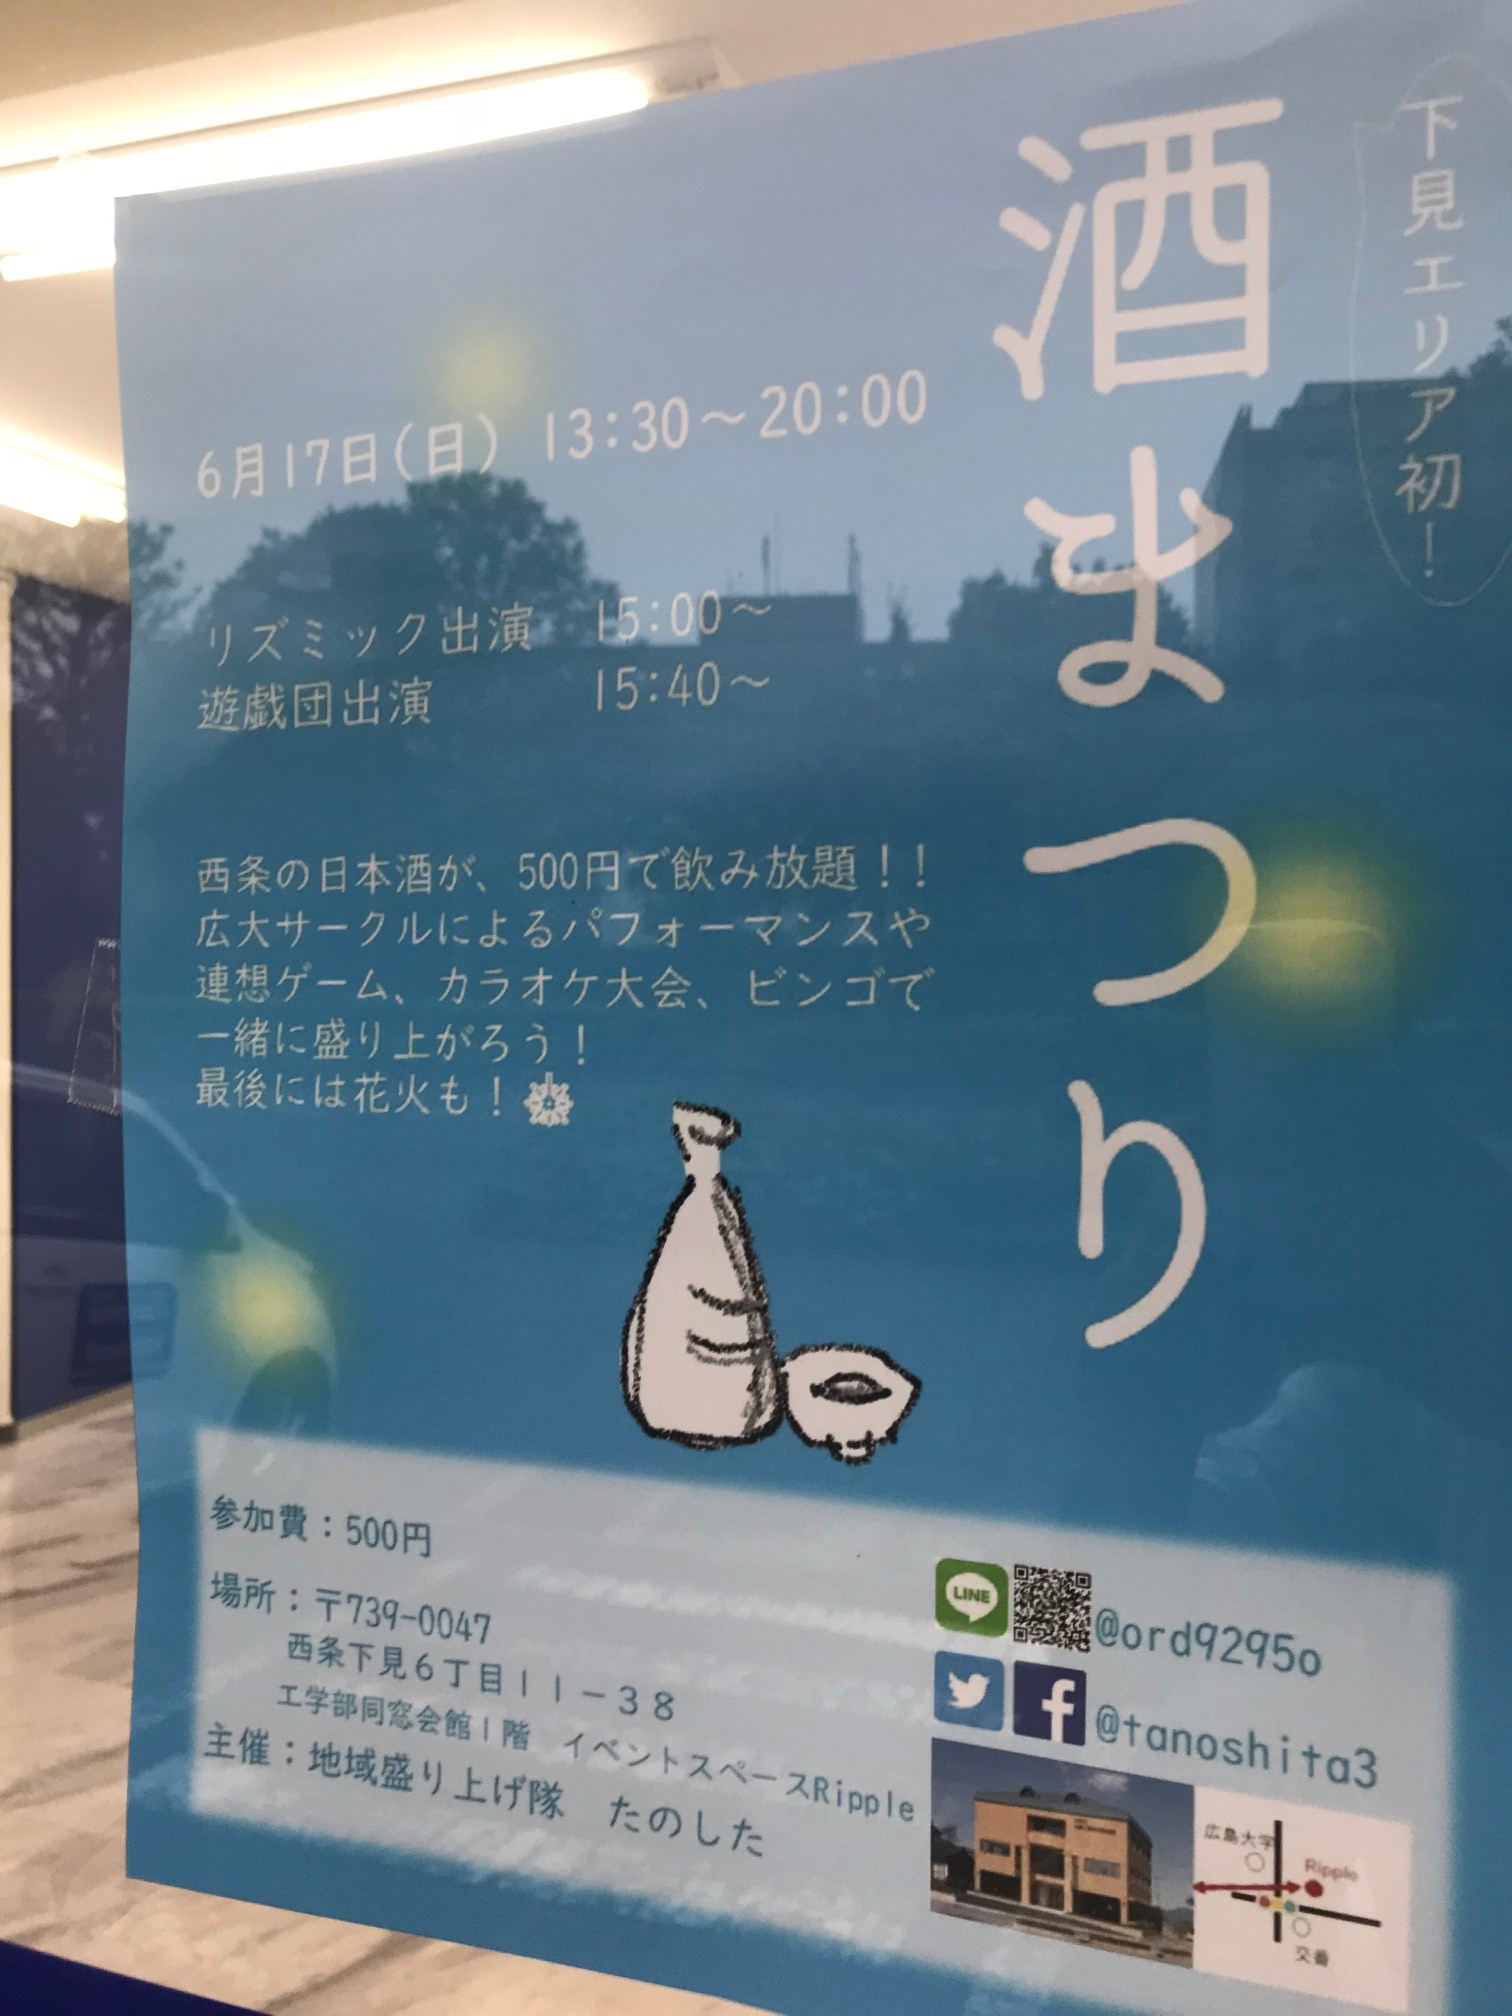 下見エリア初！
酒まつり
6月17日(日) 13:30～20:00
リズミック出演 15:00～
遊戯団出演 15:40～
西条の日本酒が、500円で飲み放題！！
広大サークルによるパフォーマンスや
連想ゲーム、カラオケ大会、ビンゴで
一緒に盛り上がろう！
最後には花火も！
参加費：500円
場所：〒739-0047
西条下見６丁目１１－３８
工学部同窓会館１階 イベントスペースRipple
主催：地域盛り上げ隊 たのした
LINE
@ord9295o
@tanoshita3
広島大学
Ripple
交番